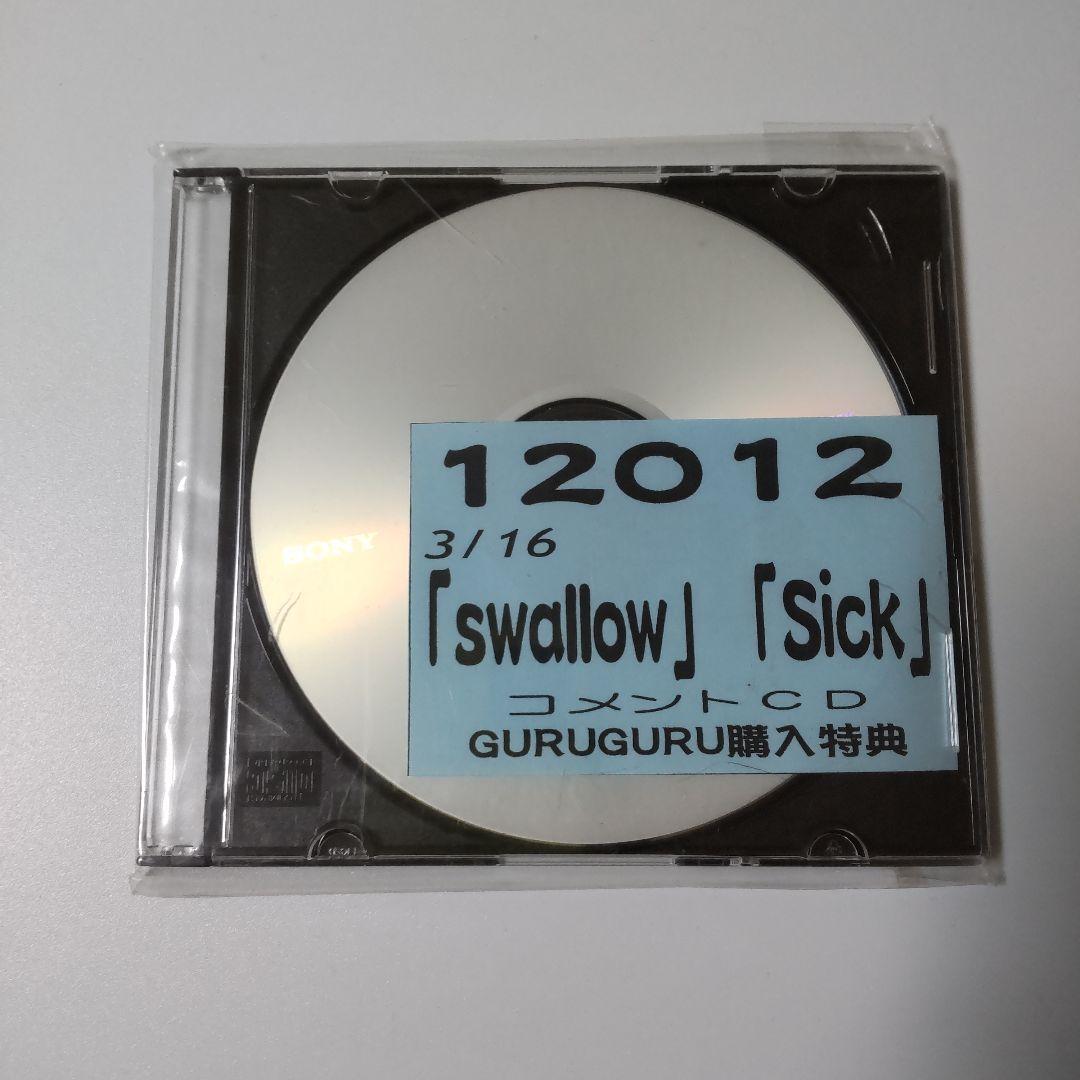 12012
3/16
「swallow」「Sick」
コメントCD
GURUGURU購入特典
SONY